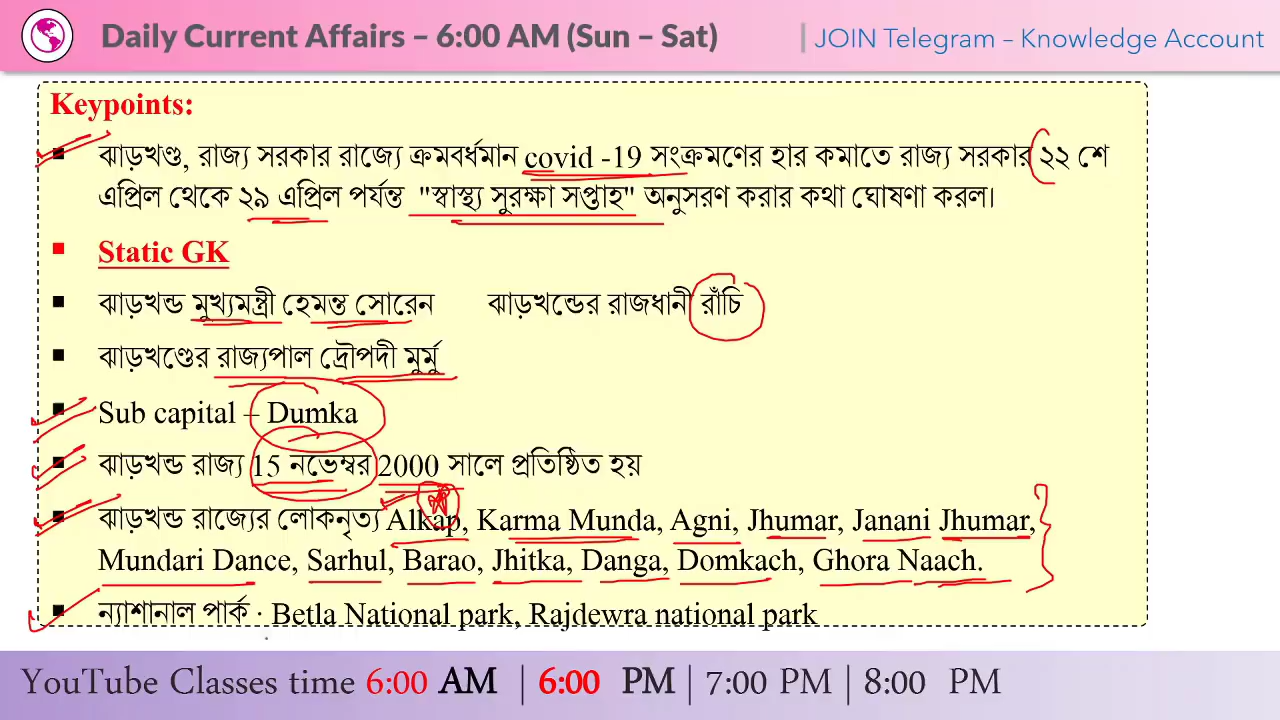 Daily Current Affairs – 6:00 AM (Sun – Sat)
JOIN Telegram – Knowledge Account
Keypoints:
ঝাড়খণ্ড, রাজ্য সরকার রাজ্যে ক্রমবর্ধমান covid -19 সংক্রমণের হার কমাতে রাজ্য সরকার ২২ শে
এপ্রিল থেকে ২৯ এপ্রিল পর্যন্ত "স্বাস্থ্য সুরক্ষা সপ্তাহ" অনুসরণ করার কথা ঘোষণা করল।
Static GK
ঝাড়খন্ড মুখ্যমন্ত্রী হেমন্ত সোরেন ঝাড়খন্ডের রাজধানী রাঁচি
ঝাড়খণ্ডের রাজ্যপাল দ্রৌপদী মুর্মু
Sub capital – Dumka
ঝাড়খন্ড রাজ্য 15 নভেম্বর 2000 সালে প্রতিষ্ঠিত হয়
ঝাড়খন্ড রাজ্যের লোকনৃত্য Alkap, Karma Munda, Agni, Jhumar, Janani Jhumar,
Mundari Dance, Sarhul, Barao, Jhitka, Danga, Domkach, Ghora Naach.
ন্যাশানাল পার্ক · Betla National park, Rajdewra national park
YouTube Classes time 6:00 AM | 6:00 PM | 7:00 PM | 8:00 PM